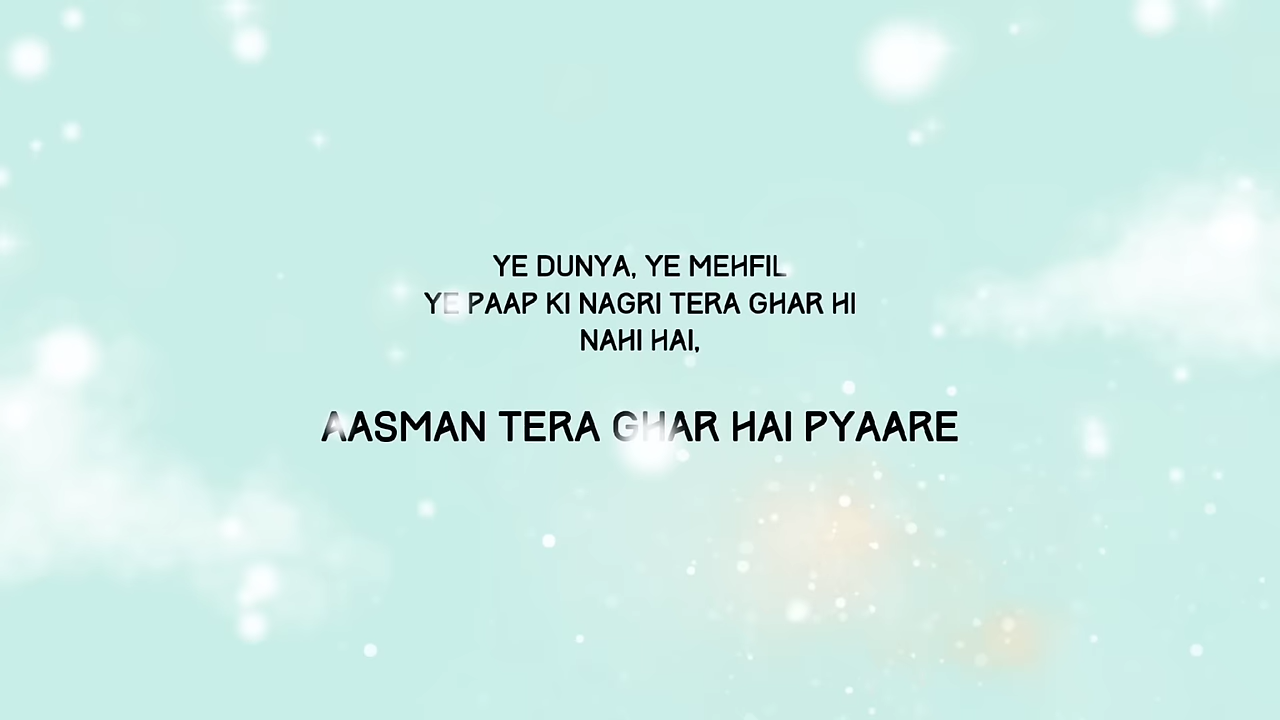 YE DUNYA, YE MEHFIL
YE PAAP KI NAGRI TERA GHAR HI
NAHI HAI,
AASMAN TERA GHAR HAI PYAARE